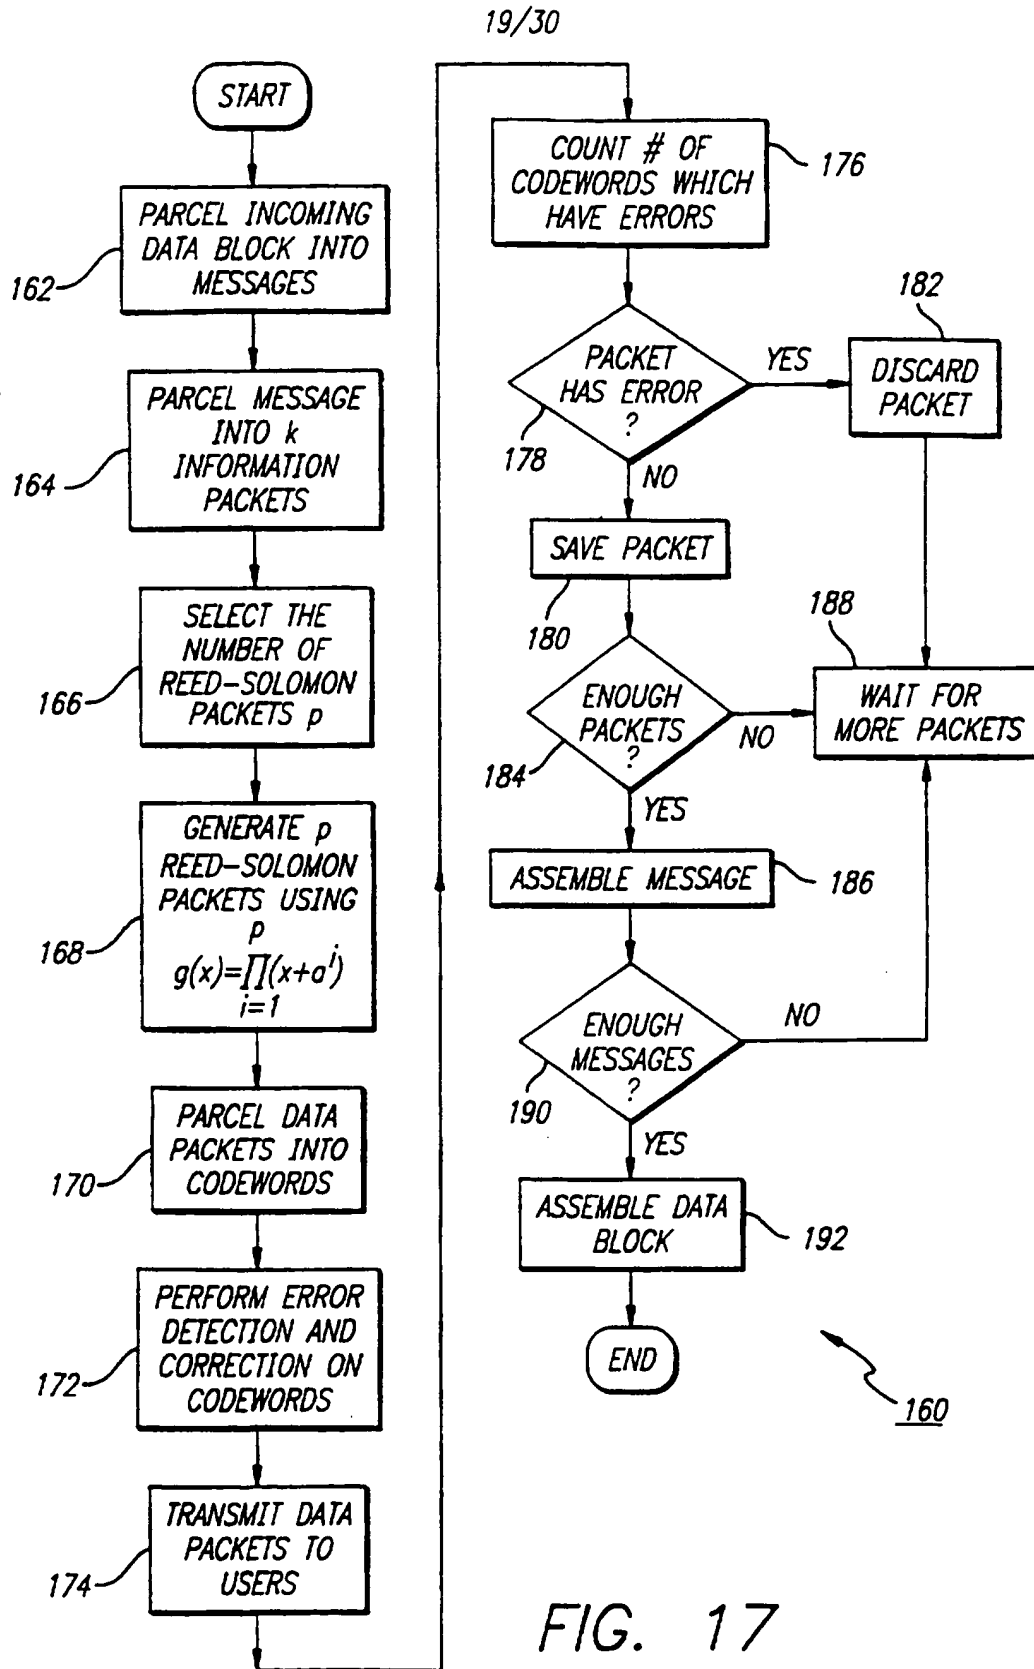 19/30
START
PARCEL INCOMING
DATA BLOCK INTO
MESSAGES
162
PARCEL MESSAGE
INTO k
INFORMATION
PACKETS
164
SELECT THE
NUMBER OF
REED-SOLOMON
PACKETS p
166
GENERATE p
REED-SOLOMON
PACKETS USING
p
g(x)=∏(x+a^i)
i=1
168
PARCEL DATA
PACKETS INTO
CODEWORDS
170
PERFORM ERROR
DETECTION AND
CORRECTION ON
CODEWORDS
172
TRANSMIT DATA
PACKETS TO
USERS
174
COUNT # OF
CODEWORDS WHICH
HAVE ERRORS
176
PACKET
HAS ERROR
?
178
YES
182
DISCARD
PACKET
NO
SAVE PACKET
180
188
ENOUGH
PACKETS
?
184
NO
WAIT FOR
MORE PACKETS
YES
ASSEMBLE MESSAGE
186
ENOUGH
MESSAGES
?
190
NO
YES
ASSEMBLE DATA
BLOCK
192
END
160
FIG. 17